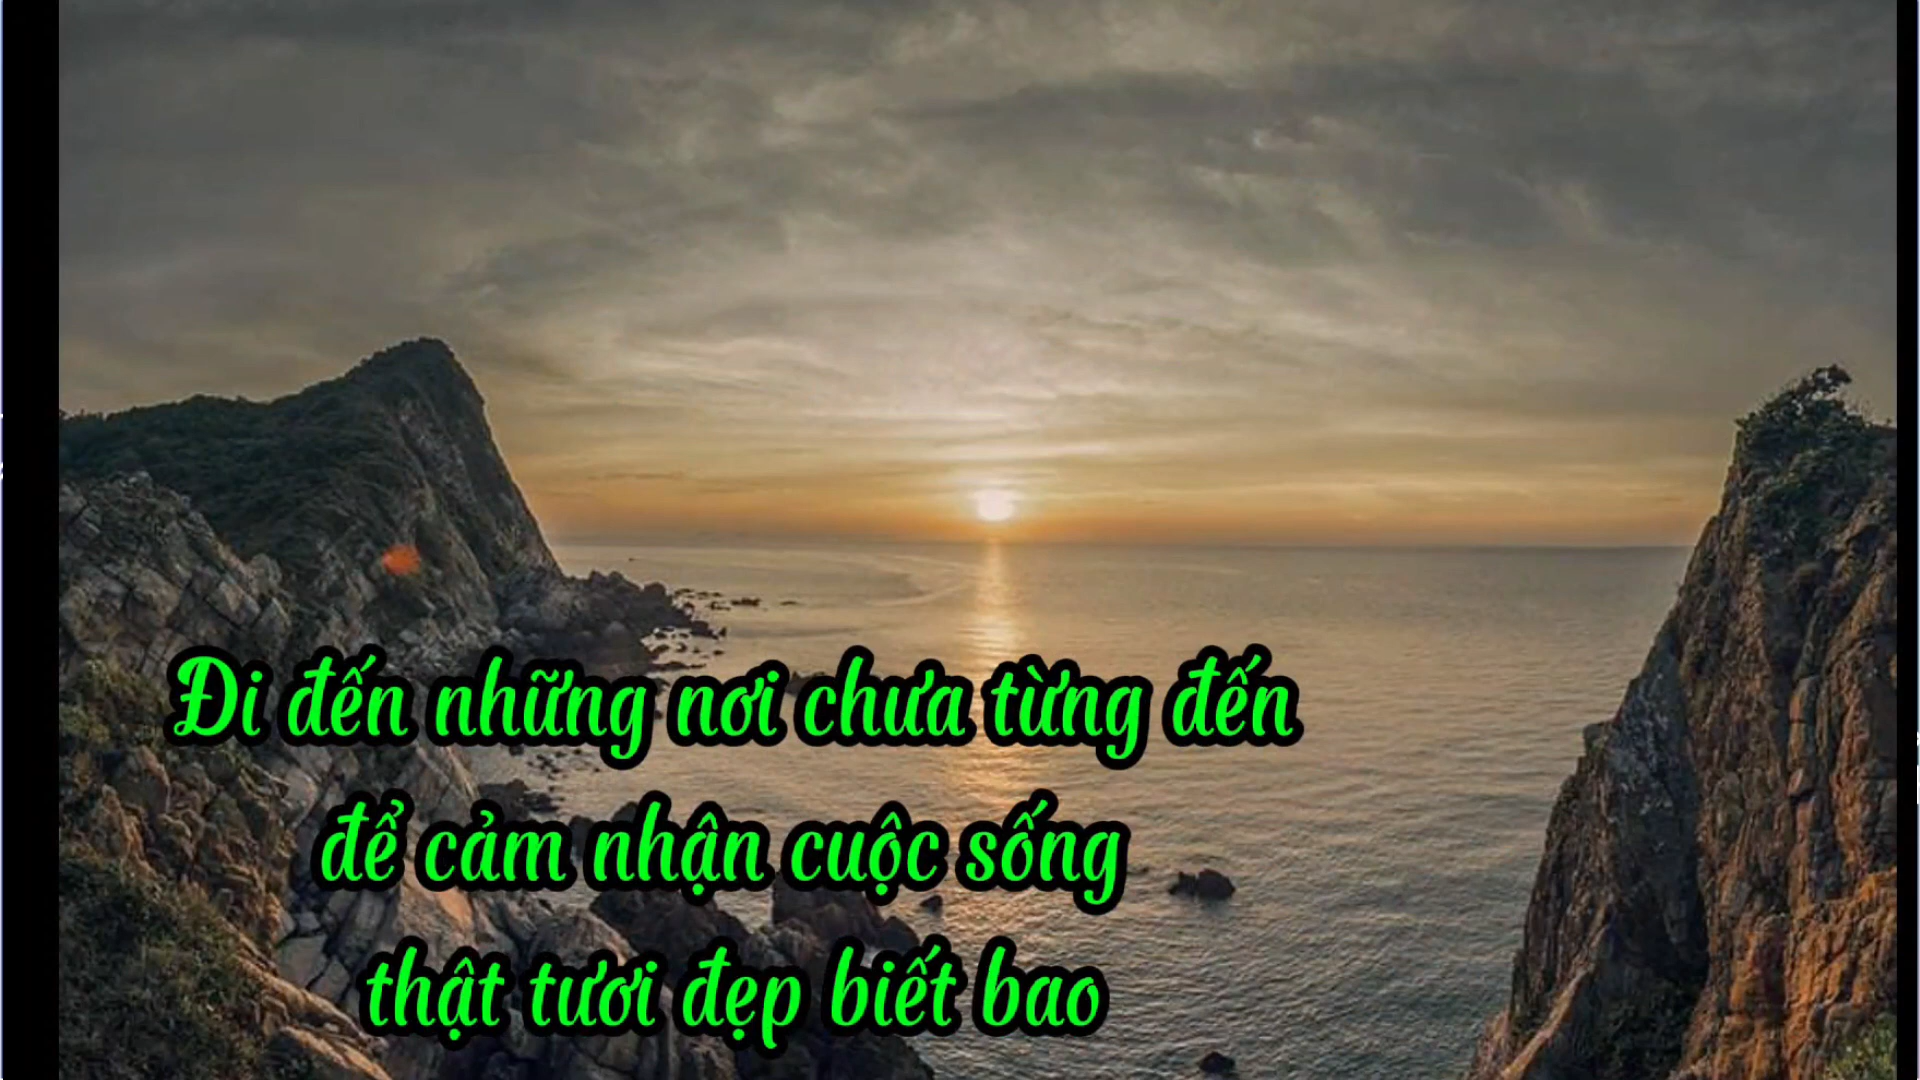 Đi đến những nơi chưa từng đến
để cảm nhận cuộc sống
thật tươi đẹp biết bao